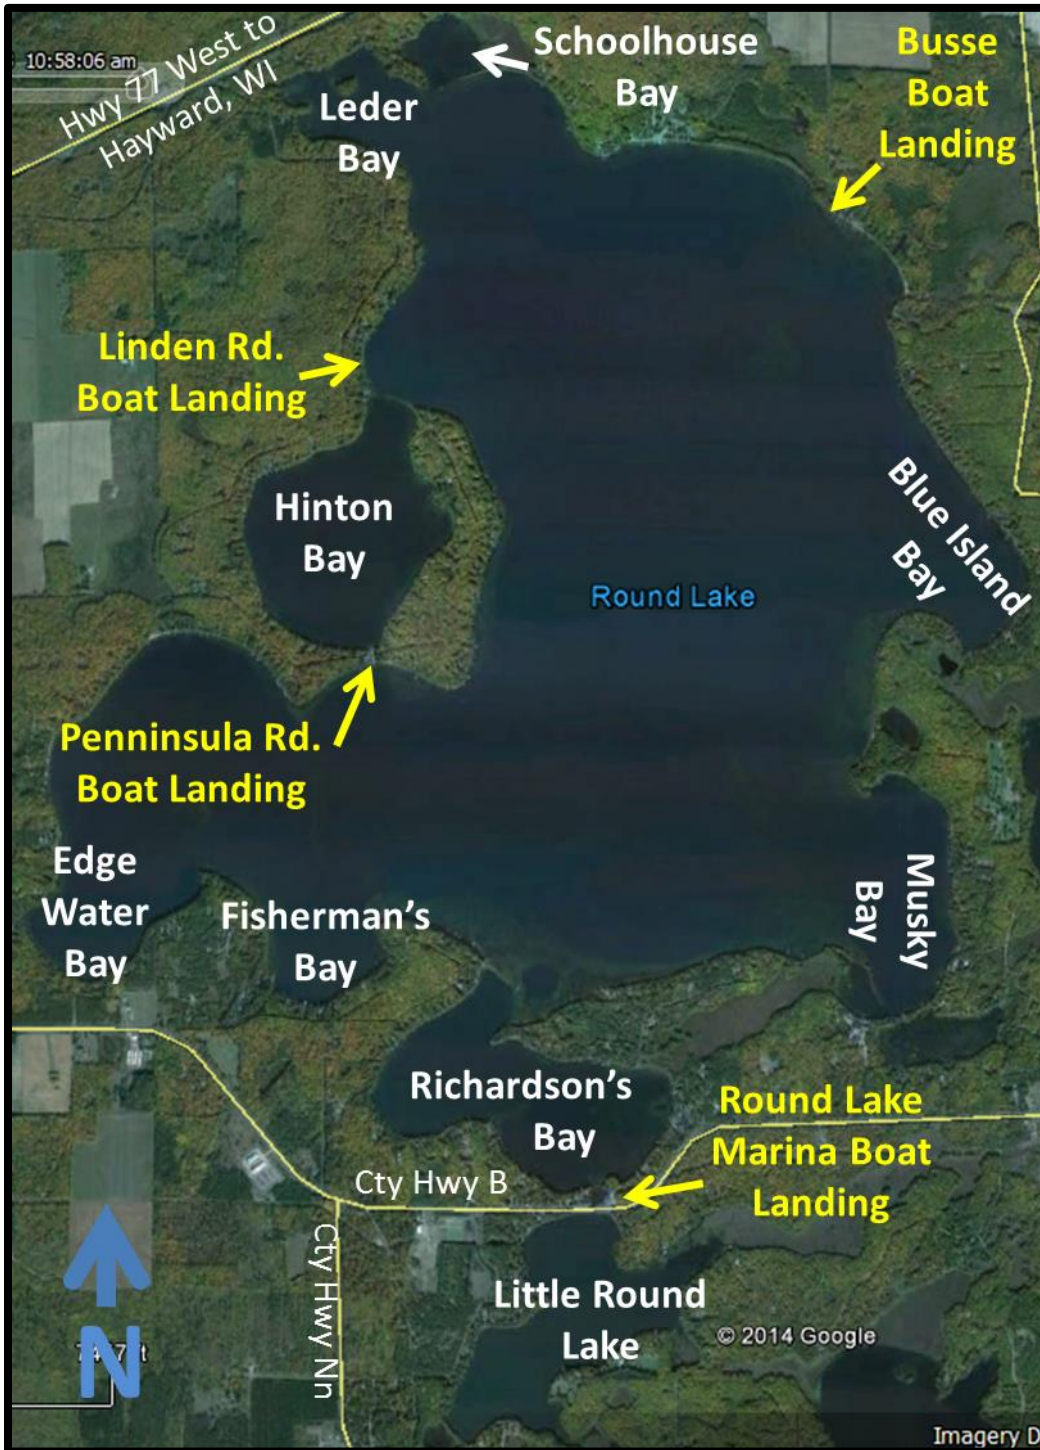 10:58:06 am
Hwy 77 West to
Hayward, WI
Schoolhouse
Bay
Busse
Boat
Landing
Leder
Bay
Linden Rd.
Boat Landing
Hinton
Bay
Blue Island
Bay
Round Lake
Penninsula Rd.
Boat Landing
Edge
Water
Bay
Fisherman's
Bay
Musky
Bay
Richardson's
Bay
Round Lake
Marina Boat
Landing
Cty Hwy B
Cty Hwy Nn
Little Round
Lake
© 2014 Google
N
Imagery D